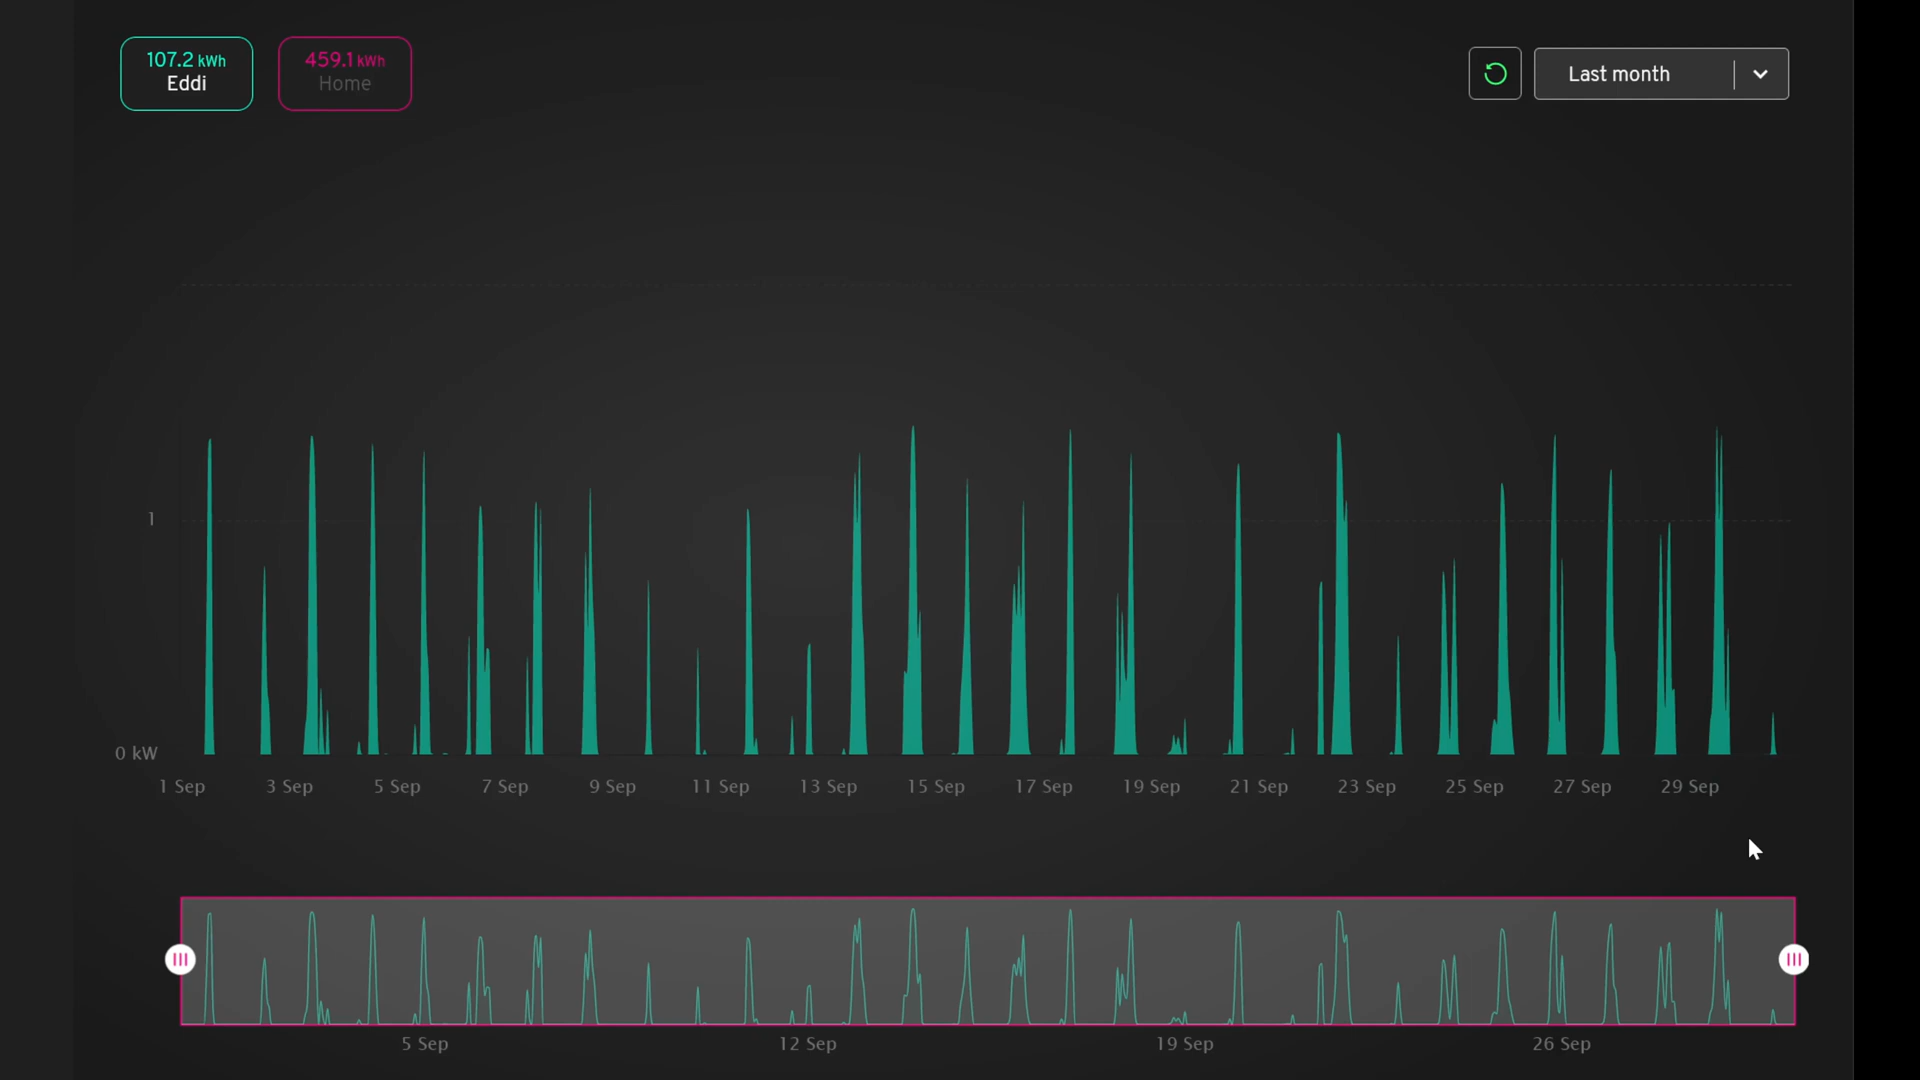 107.2 kWh
Eddi
459.1 kWh
Home
Last month
1
0 kW
1 Sep 3 Sep 5 Sep 7 Sep 9 Sep 11 Sep 13 Sep 15 Sep 17 Sep 19 Sep 21 Sep 23 Sep 25 Sep 27 Sep 29 Sep
5 Sep 12 Sep 19 Sep 26 Sep